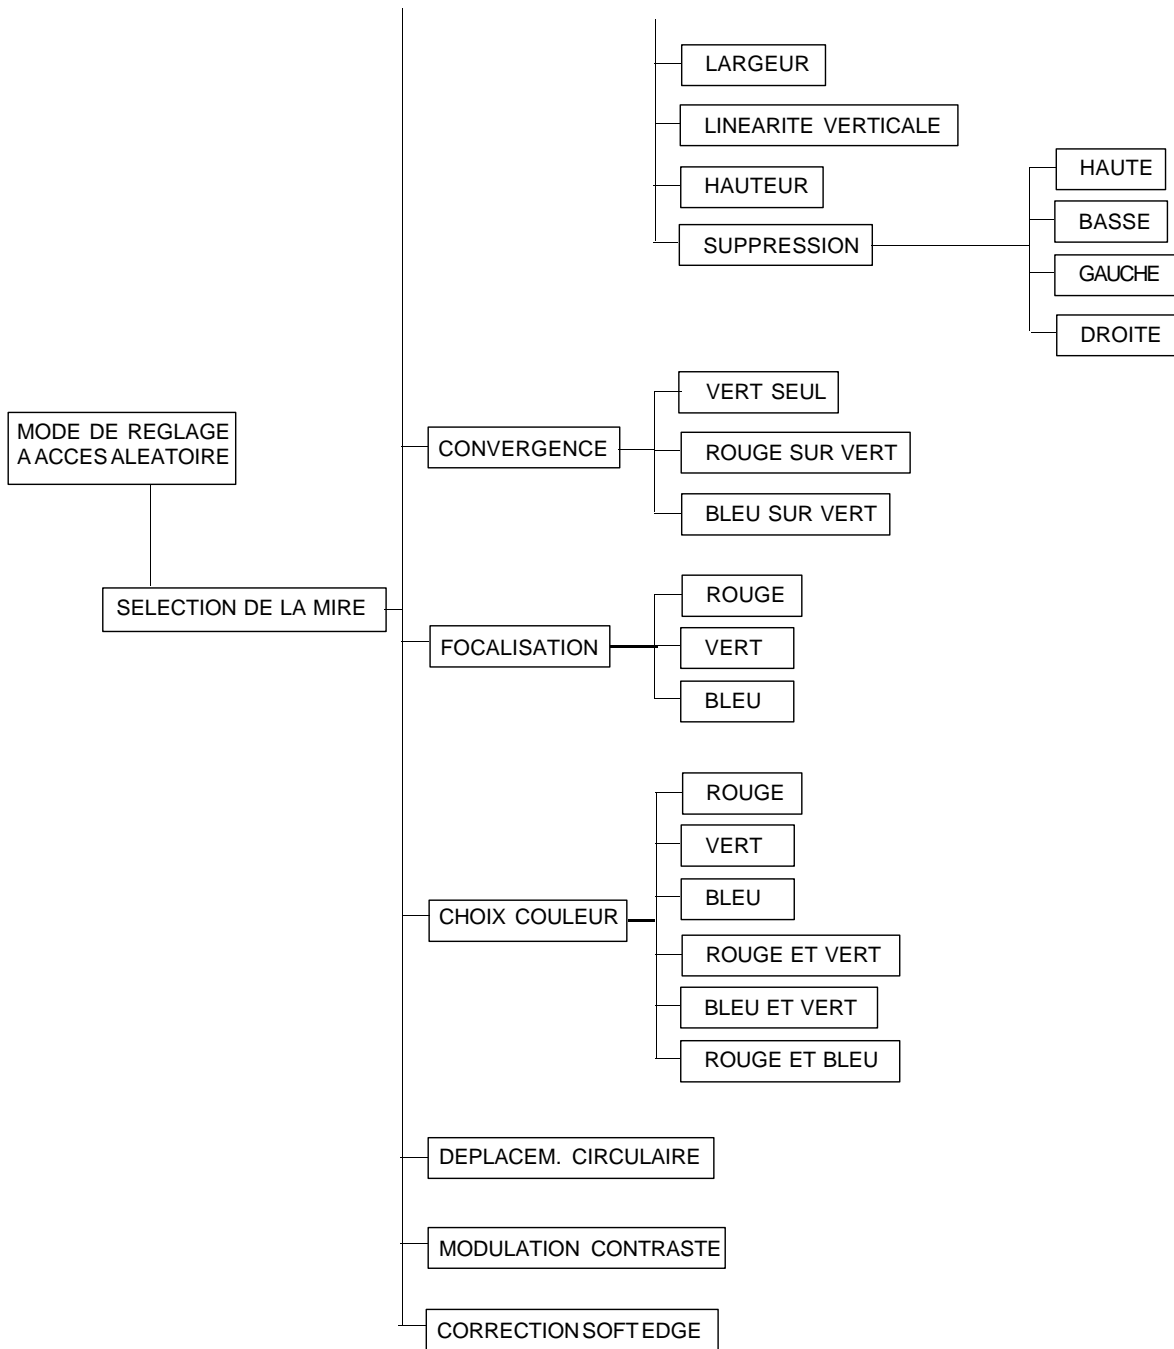 LARGEUR
LINEARITE VERTICALE
HAUTEUR
SUPPRESSION
HAUTE
BASSE
GAUCHE
DROITE
MODE DE REGLAGE
A ACCES ALEATOIRE
SELECTION DE LA MIRE
CONVERGENCE
VERT SEUL
ROUGE SUR VERT
BLEU SUR VERT
FOCALISATION
ROUGE
VERT
BLEU
CHOIX COULEUR
ROUGE
VERT
BLEU
ROUGE ET VERT
BLEU ET VERT
ROUGE ET BLEU
DEPLACEM. CIRCULAIRE
MODULATION CONTRASTE
CORRECTION SOFT EDGE